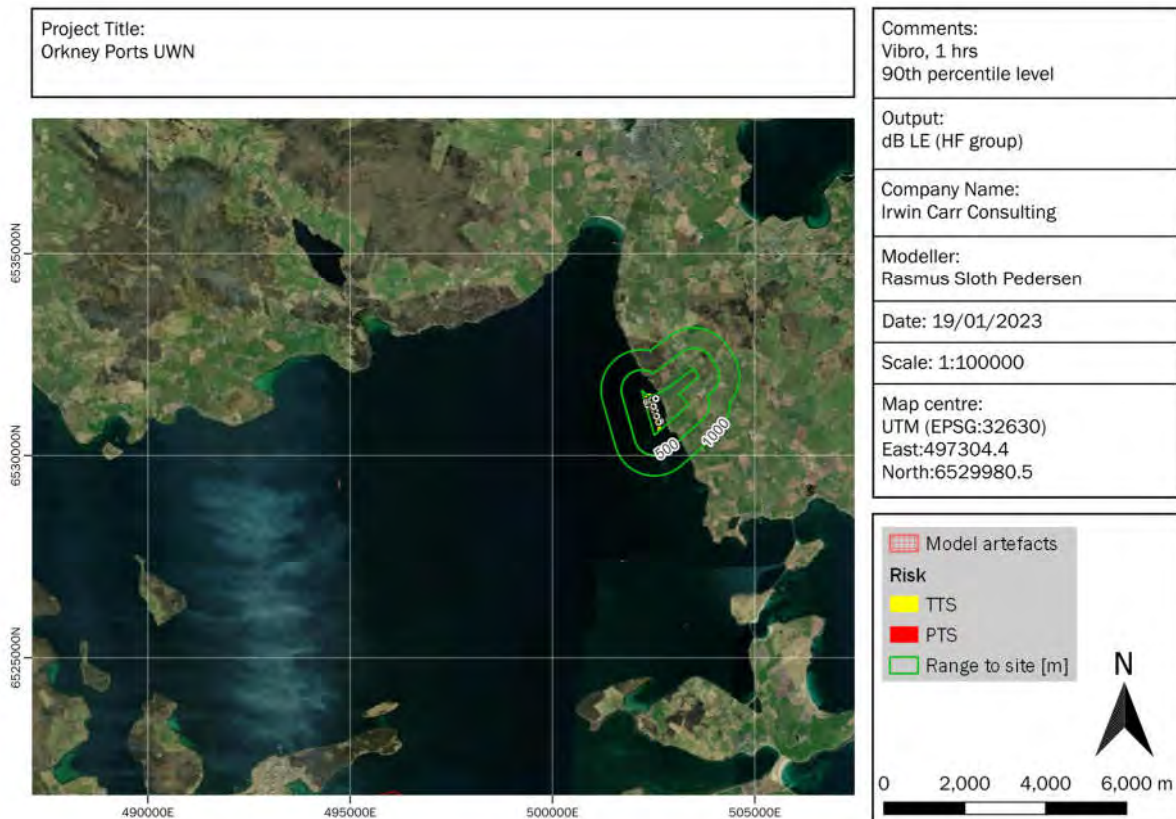 Project Title:
Orkney Ports UWN
Comments:
Vibro, 1 hrs
90th percentile level
Output:
dB LE (HF group)
Company Name:
Irwin Carr Consulting
Modeller:
Rasmus Sloth Pedersen
Date: 19/01/2023
Scale: 1:100000
Map centre:
UTM (EPSG:32630)
East:497304.4
North:6529980.5
6535000N
6530000N
6525000N
500
1000
490000E
495000E
500000E
505000E
Model artefacts
Risk
TTS
PTS
Range to site [m]
N
0 2,000 4,000 6,000 m